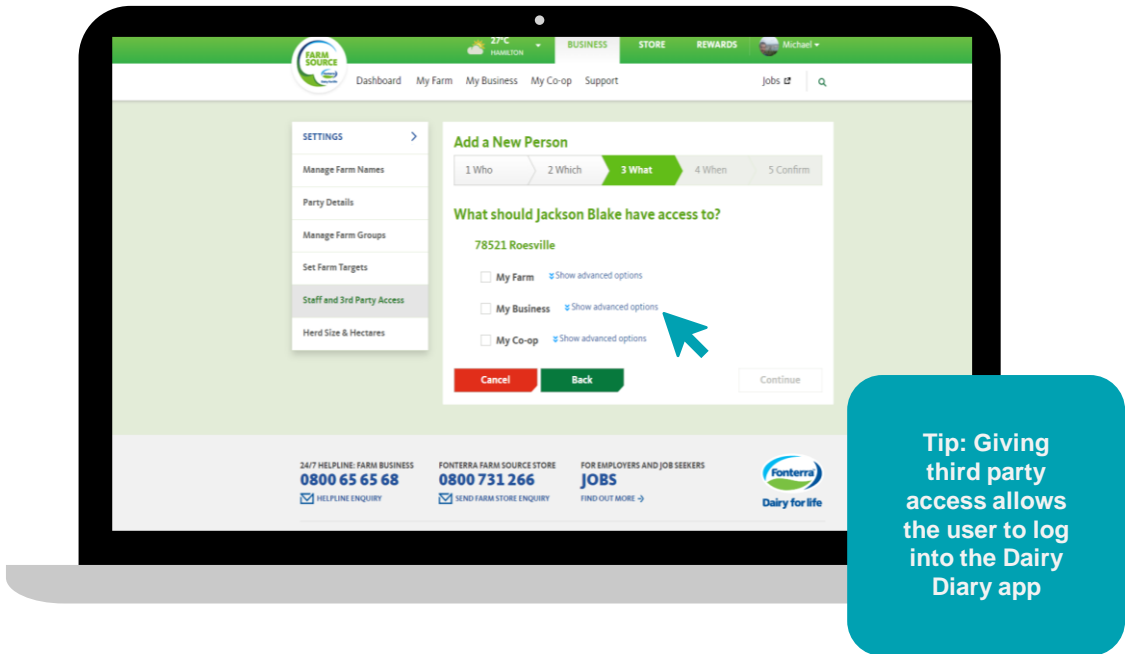 FARM
SOURCE
27°C
HAMILTON
BUSINESS STORE REWARDS Michael
Dashboard My Farm My Business My Co-op Support Jobs
SETTINGS
Manage Farm Names
Party Details
Manage Farm Groups
Set Farm Targets
Staff and 3rd Party Access
Herd Size & Hectares
Add a New Person
1 Who 2 Which 3 What 4 When 5 Confirm
What should Jackson Blake have access to?
78521 Roesville
My Farm Show advanced options
My Business Show advanced options
My Co-op Show advanced options
Cancel Back Continue
24/7 HELPLINE: FARM BUSINESS
0800 65 65 68
HELPLINE ENQUIRY
FONTERRA FARM SOURCE STORE
0800 731 266
SEND FARM STORE ENQUIRY
FOR EMPLOYERS AND JOB SEEKERS
JOBS
FIND OUT MORE →
Fonterra
Dairy for life
Tip: Giving
third party
access allows
the user to log
into the Dairy
Diary app